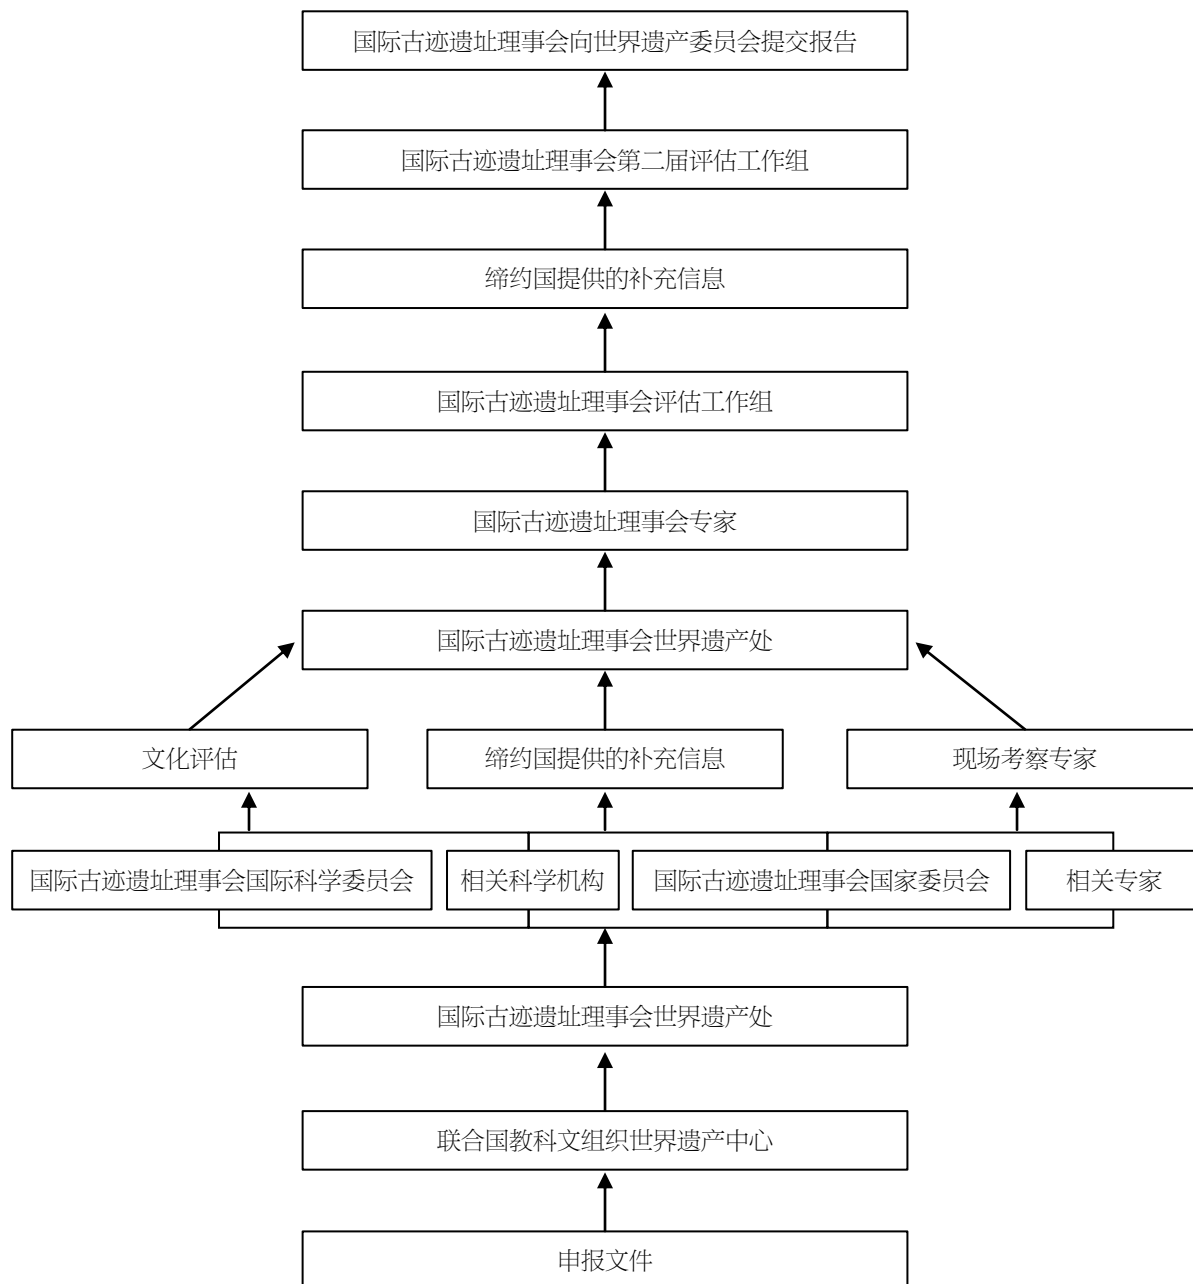 国际古迹遗址理事会向世界遗产委员会提交报告
国际古迹遗址理事会第二届评估工作组
缔约国提供的补充信息
国际古迹遗址理事会评估工作组
国际古迹遗址理事会专家
国际古迹遗址理事会世界遗产处
文化评估
缔约国提供的补充信息
现场考察专家
国际古迹遗址理事会国际科学委员会
相关科学机构
国际古迹遗址理事会国家委员会
相关专家
国际古迹遗址理事会世界遗产处
联合国教科文组织世界遗产中心
申报文件